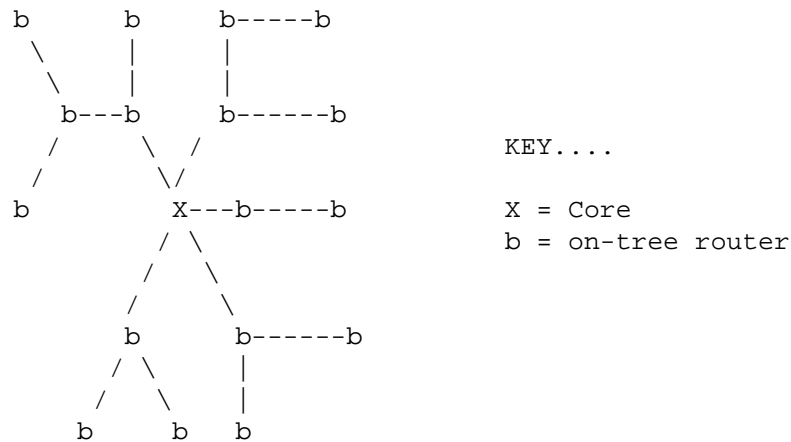 b      b     b-----b
 \     |     |
  \    |     |
   b---b     b------b
  /     \  /     KEY....
 /       \/
b         X---b-----b     X = Core
         / \     b = on-tree router
        /   \
       /     \
      b      b------b
     / \     |
    /   \    |
   b     b   b